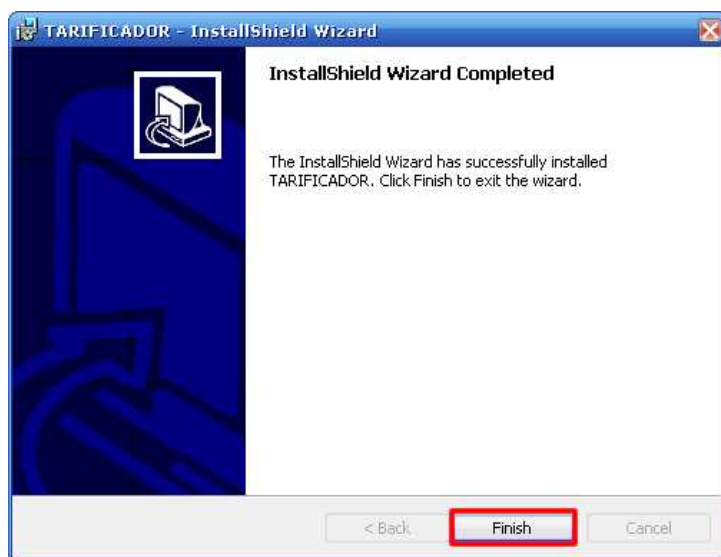 TARIFICADOR - InstallShield Wizard
InstallShield Wizard Completed
The InstallShield Wizard has successfully installed
TARIFICADOR. Click Finish to exit the wizard.
< Back
Finish
Cancel